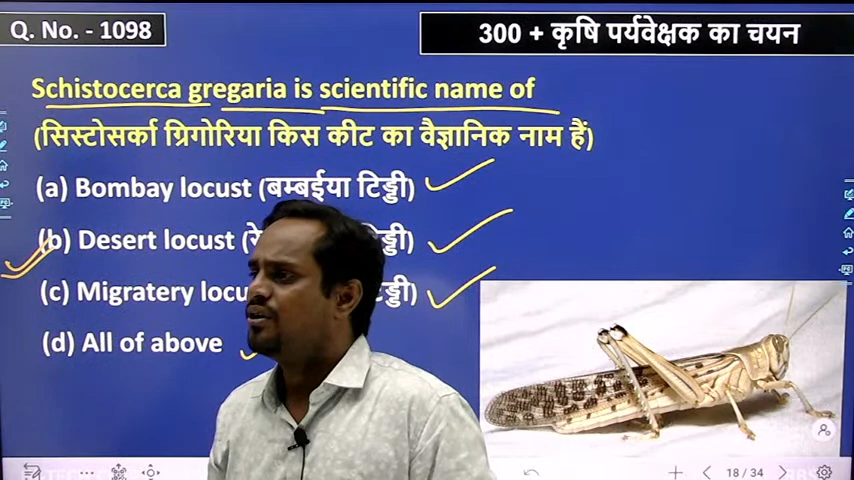 Q. No. - 1098
300 + कृषि पर्यवेक्षक का चयन
Schistocerca gregaria is scientific name of
(सिस्टोसर्का ग्रिगोरिया किस कीट का वैज्ञानिक नाम हैं)
(a) Bombay locust (बम्बईया टिड्डी)
(b) Desert locust
(c) Migratery
(d) All of above
18 / 34